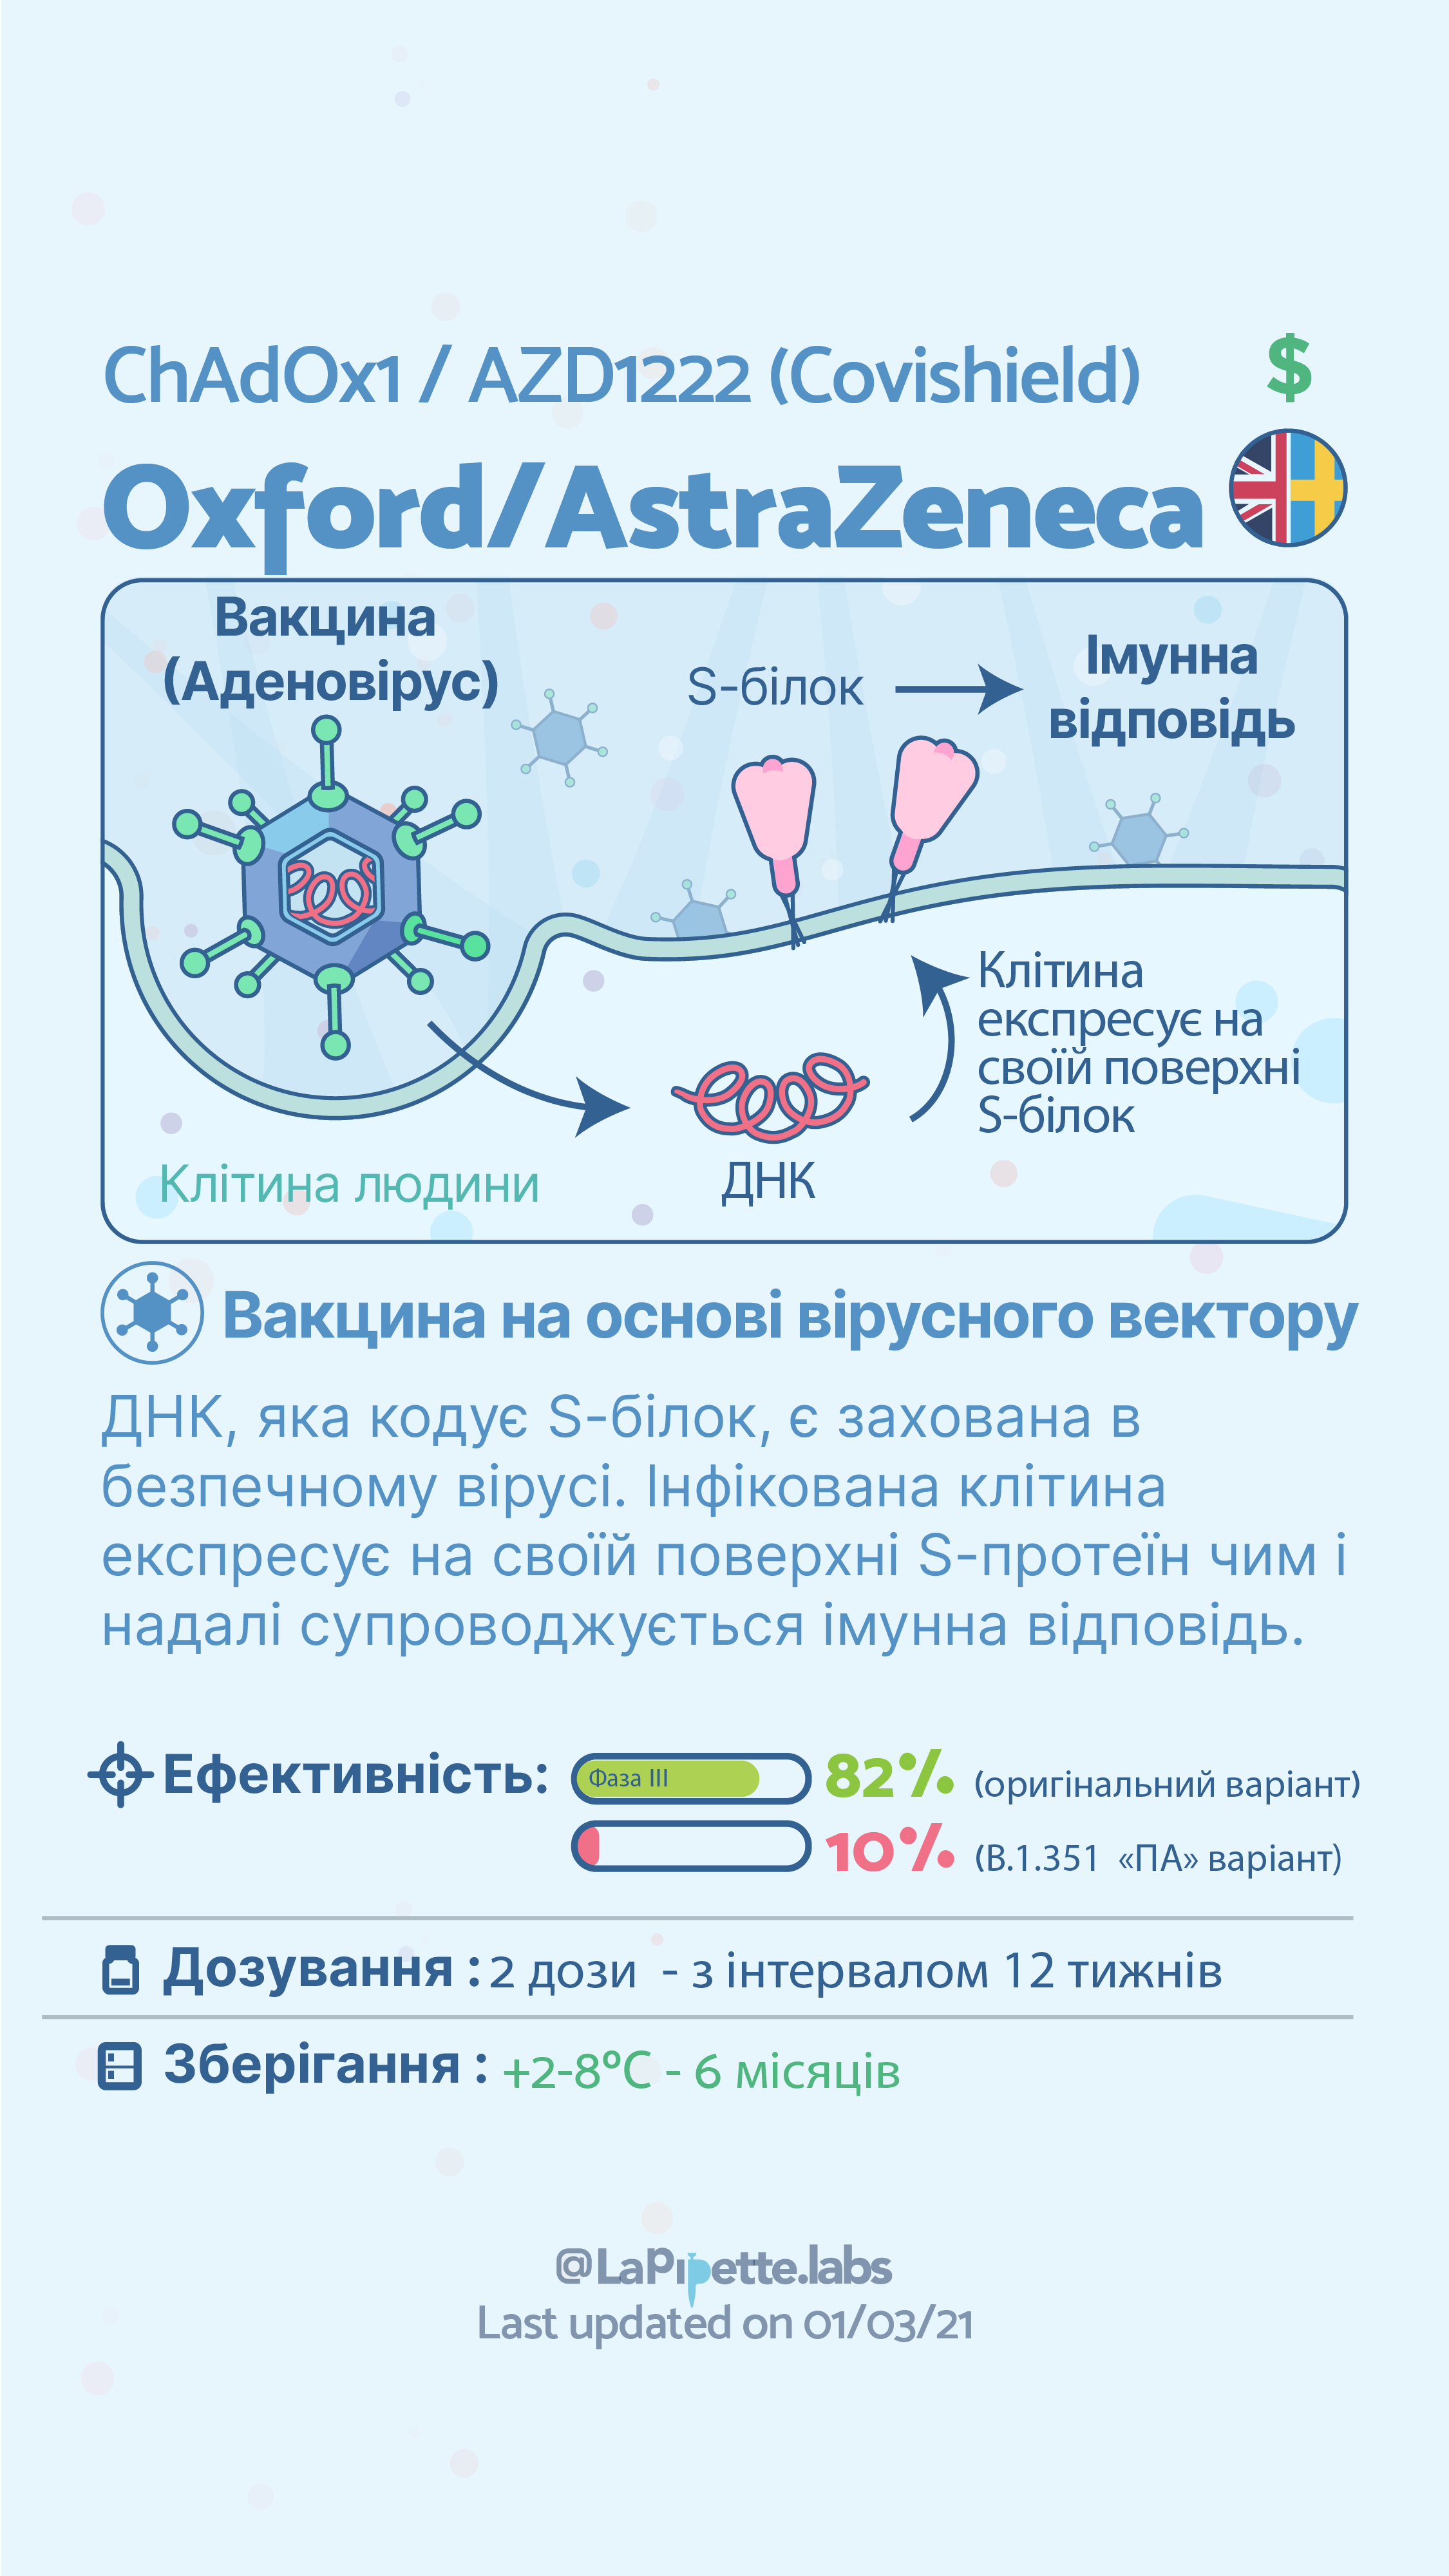 ChAdOx1 / AZD1222 (Covishield)
$
Oxford/AstraZeneca
Вакцина
(Аденовірус)
S-білок
Імунна
відповідь
Клітина
експресує на
своїй поверхні
S-білок
ДНК
Клітина людини
Вакцина на основі вірусного вектору
ДНК, яка кодує S-білок, є захована в
безпечному вірусі. Інфікована клітина
експресує на своїй поверхні S-протеїн чим і
надалі супроводжується імунна відповідь.
Ефективність: Фаза III 82% (оригінальний варіант)
10% (В.1.351 «ПА» варіант)
Дозування : 2 дози - з інтервалом 12 тижнів
Зберігання : +2-8°C - 6 місяців
@LaPipette.labs
Last updated on 01/03/21